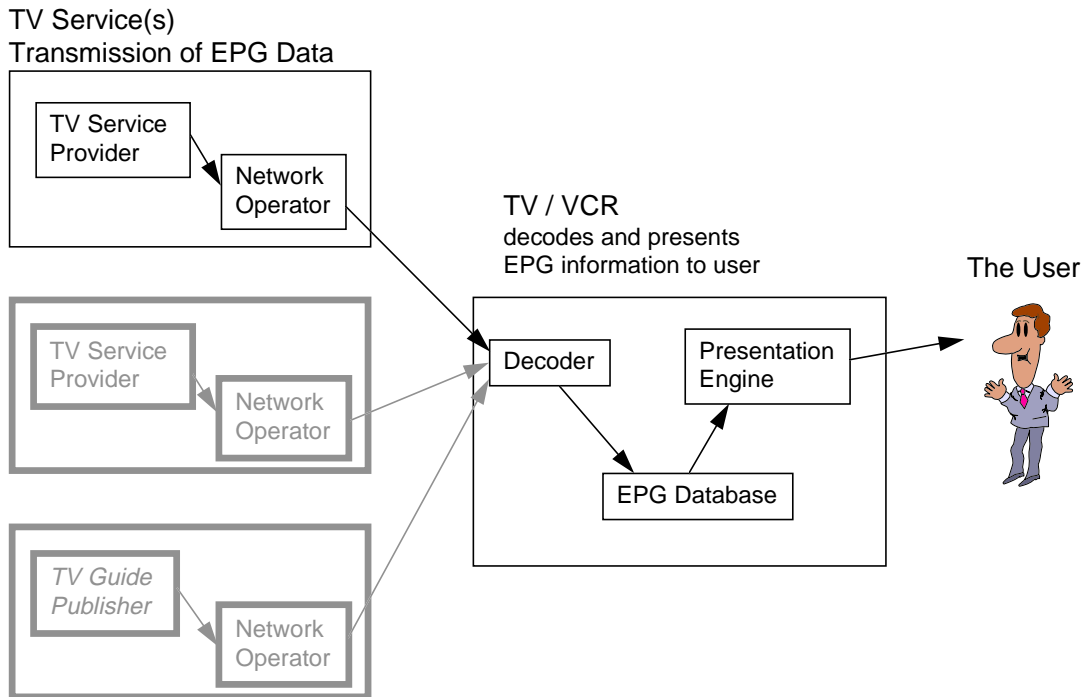 TV Service(s)
Transmission of EPG Data
TV Service
Provider
Network
Operator
TV / VCR
decodes and presents
EPG information to user
The User
TV Service
Provider
Network
Operator
Decoder
Presentation
Engine
EPG Database
TV Guide
Publisher
Network
Operator